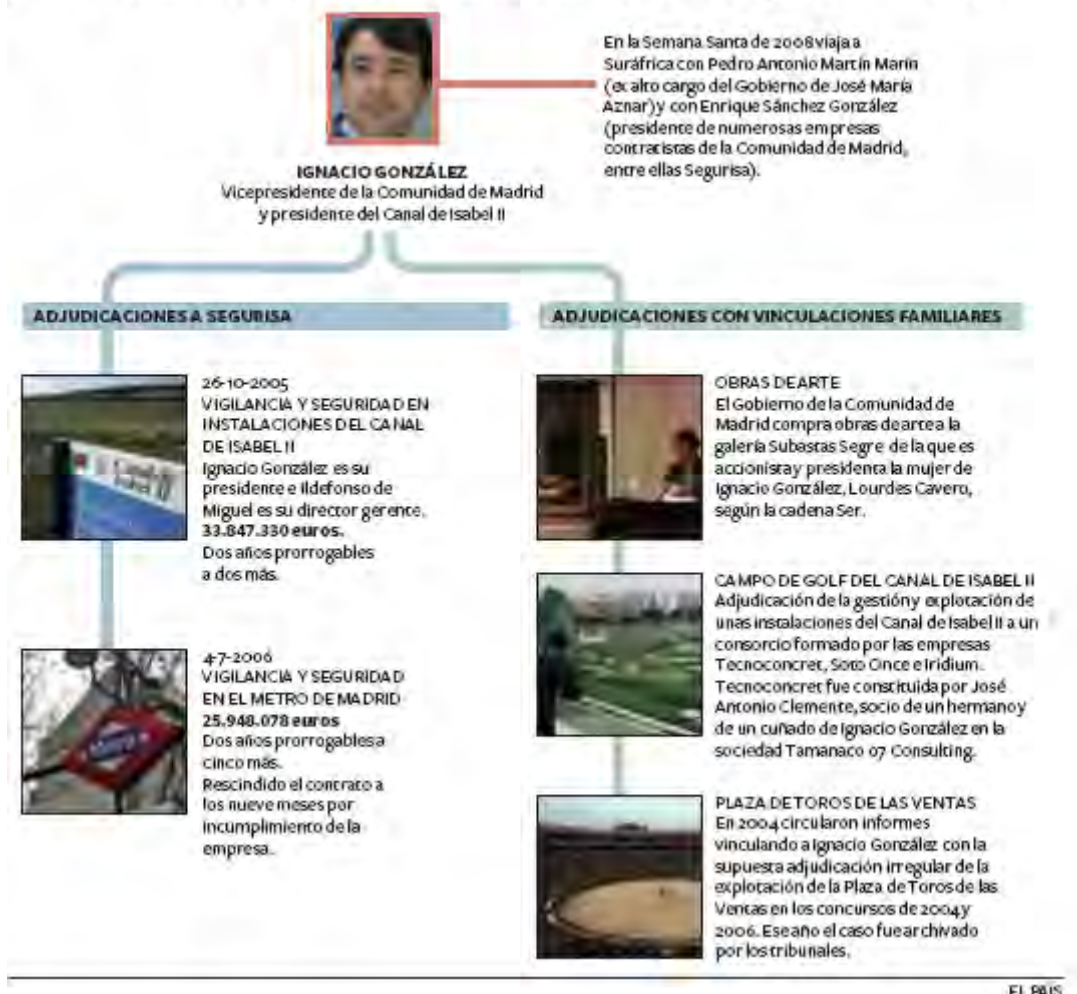 En la Semana Santa de 2008 viaja a
Suráfrica con Pedro Antonio Martín Marín
(ex alto cargo del Gobierno de José María
Aznar) y con Enrique Sánchez González
(presidente de numerosas empresas
contratistas de la Comunidad de Madrid,
entre ellas Segurisa).
IGNACIO GONZÁLEZ
Vicepresidente de la Comunidad de Madrid
y presidente del Canal de Isabel II
ADJUDICACIONES A SEGURISA
26-10-2005
VIGILANCIA Y SEGURIDAD EN
INSTALACIONES DEL CANAL
DE ISABEL II
Ignacio González es su
presidente e Ildefonso de
Miguel es su director gerente.
33.847.330 euros.
Dos años prorrogables
a dos más.
4-7-2006
VIGILANCIA Y SEGURIDAD
EN EL METRO DE MADRID
25.948.078 euros
Dos años prorrogables a
cinco más.
Rescindido el contrato a
los nueve meses por
incumplimiento de la
empresa.
ADJUDICACIONES CON VINCULACIONES FAMILIARES
OBRAS DE ARTE
El Gobierno de la Comunidad de
Madrid compra obras de arte a la
galería Subastas Segre de la que es
accionista y presidenta la mujer de
Ignacio González, Lourdes Cavero,
según la cadena Ser.
CAMPO DE GOLF DEL CANAL DE ISABEL II
Adjudicación de la gestión y explotación de
unas instalaciones del Canal de Isabel II a un
consorcio formado por las empresas
Tecnoconcret, Soto Once e Iridium.
Tecnoconcret fue constituida por José
Antonio Clemente, socio de un hermano y
de un cuñado de Ignacio González en la
sociedad Tamanaco 07 Consulting.
PLAZA DE TOROS DE LAS VENTAS
En 2004 circularon informes
vinculando a Ignacio González con la
supuesta adjudicación irregular de la
explotación de la Plaza de Toros de las
Ventas en los concursos de 2004 y
2006. Ese año el caso fue archivado
por los tribunales.
EL PAÍS